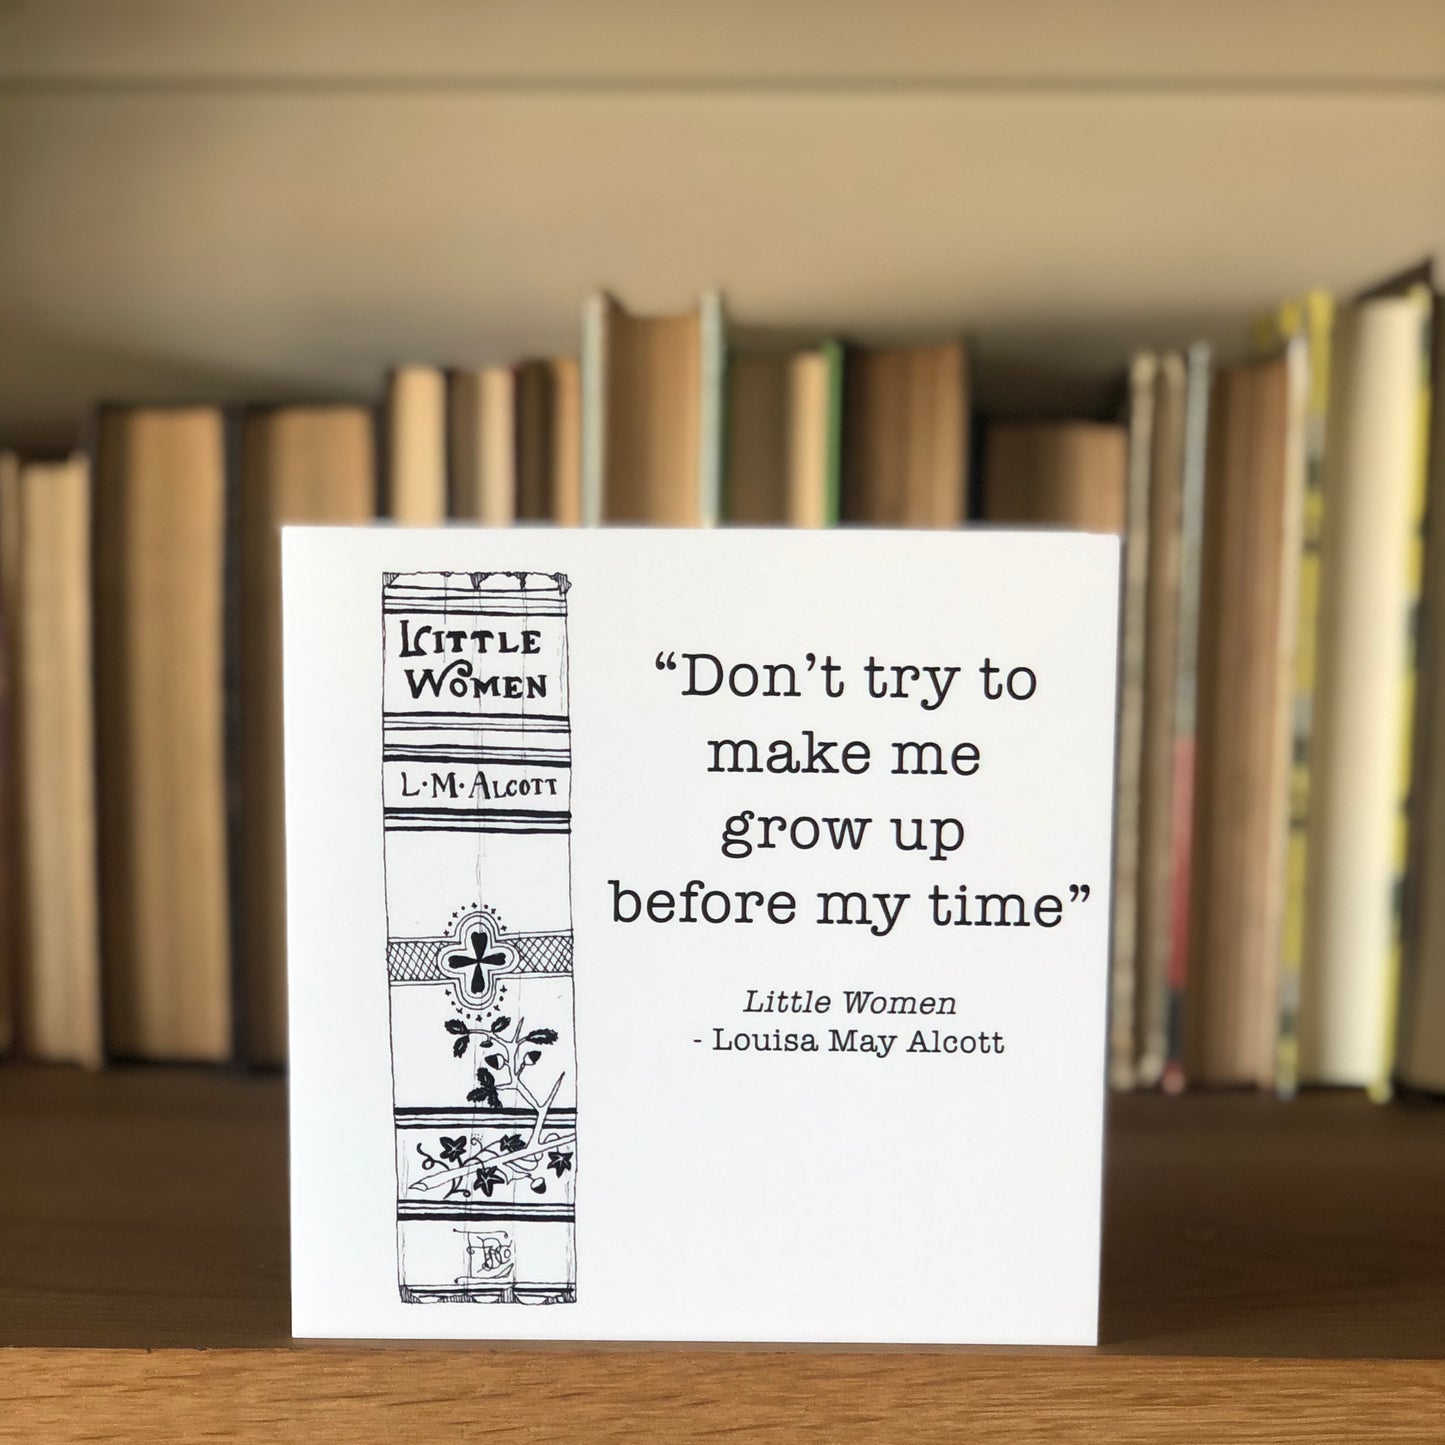 LITTLE
WOMEN
L·M·ALCOTT
“Don’t try to
make me
grow up
before my time”
Little Women
- Louisa May Alcott